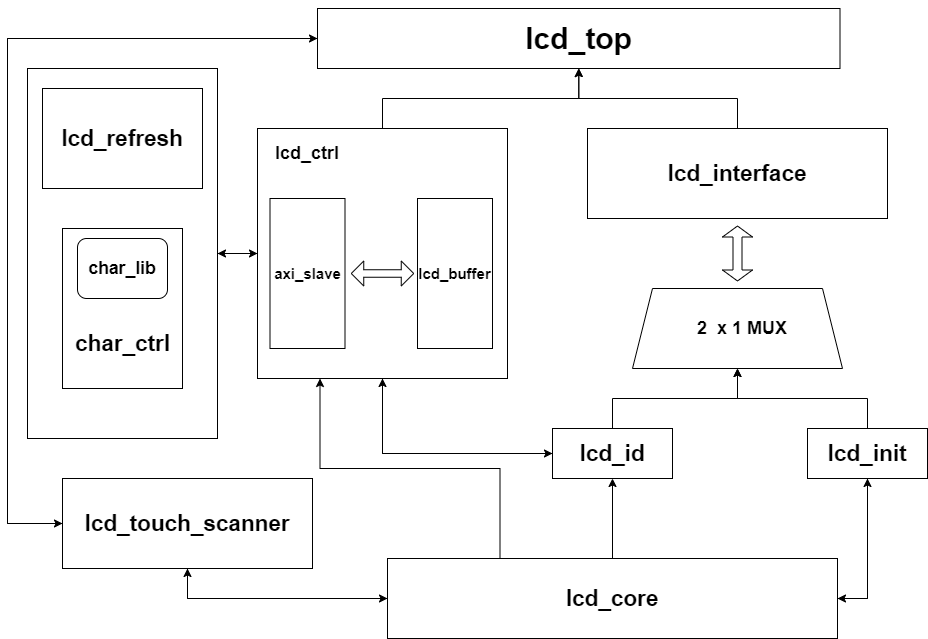 lcd_top
lcd_refresh
lcd_ctrl
lcd_interface
char_lib
axi_slave
lcd_buffer
char_ctrl
2 x 1 MUX
lcd_id
lcd_init
lcd_touch_scanner
lcd_core